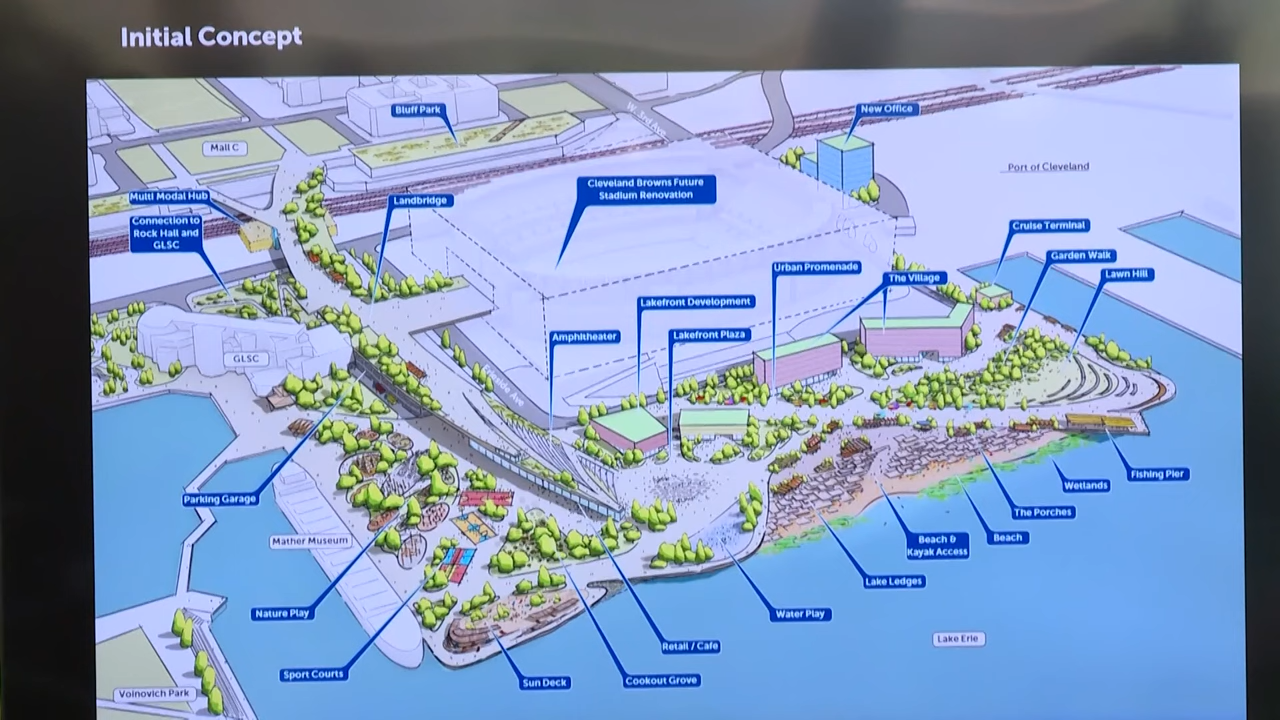 Initial Concept
Bluff Park
W. 3rd Ave
New Office
Mall C
Port of Cleveland
Cleveland Browns Future
Stadium Renovation
Multi Modal Hub
Landbridge
Connection to
Rock Hall and
GLSC
Cruise Terminal
Garden Walk
Lawn Hill
Urban Promenade
The Village
Lakefront Development
Amphitheater
Lakefront Plaza
GLSC
Parking Garage
Fishing Pier
Wetlands
The Porches
Beach &
Kayak Access
Beach
Mather Museum
Lake Ledges
Nature Play
Water Play
Lake Erie
Retail / Cafe
Sport Courts
Sun Deck
Cookout Grove
Voinovich Park